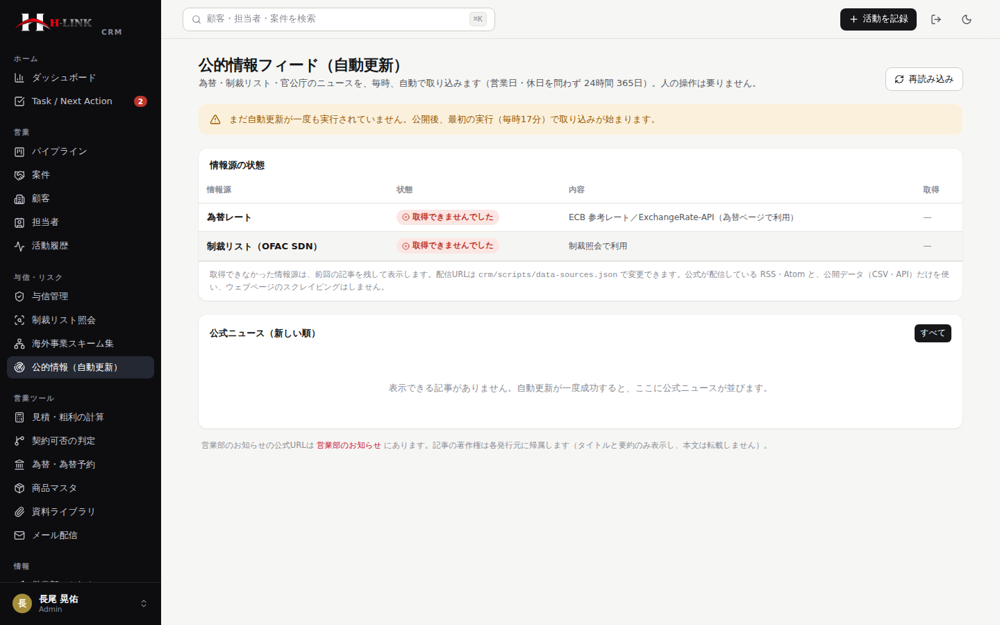 H-LINK
CRM
ホーム
ダッシュボード
Task / Next Action 2
営業
パイプライン
案件
顧客
担当者
活動履歴
与信・リスク
与信管理
制裁リスト照会
海外事業スキーム集
公的情報（自動更新）
営業ツール
見積・粗利の計算
契約可否の判定
為替・為替予約
商品マスタ
資料ライブラリ
メール配信
情報
長
長尾 晃佑
Admin
顧客・担当者・案件を検索 ⌘K
活動を記録
公的情報フィード（自動更新）
為替・制裁リスト・官公庁のニュースを、毎時、自動で取り込みます（営業日・休日を問わず 24時間 365日）。人の操作は要りません。
再読み込み
まだ自動更新が一度も実行されていません。公開後、最初の実行（毎時17分）で取り込みが始まります。
情報源の状態
情報源 状態 内容 取得
為替レート 取得できませんでした ECB 参考レート／ExchangeRate-API（為替ページで利用） —
制裁リスト（OFAC SDN） 取得できませんでした 制裁照会で利用 —
取得できなかった情報源は、前回の記事を残して表示します。配信URLは crm/scripts/data-sources.json で変更できます。公式が配信している RSS・Atom と、公開データ（CSV・API）だけを使
い、ウェブページのスクレイピングはしません。
公式ニュース（新しい順）
すべて
表示できる記事がありません。自動更新が一度成功すると、ここに公式ニュースが並びます。
営業部のお知らせの公式URLは 営業部のお知らせ にあります。記事の著作権は各発行元に帰属します（タイトルと要約のみ表示し、本文は転載しません）。